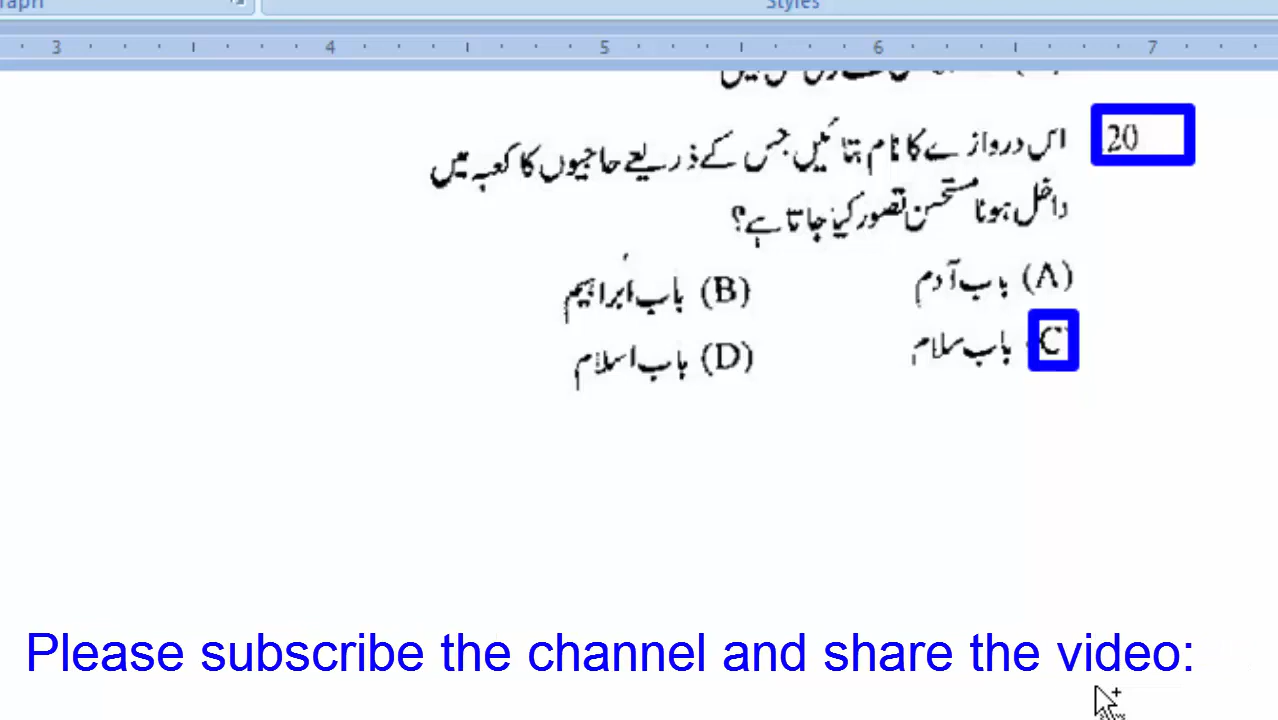 Styles
3 4 5 6 7
20 اس دروازے کا نام بتائیں جس کے ذریعے حاجیوں کا کعبہ میں
داخل ہونا مستحسن تصور کیا جاتا ہے؟
(A) باب آدم (B) باب ابراہیم
C باب سلام (D) باب اسلام
Please subscribe the channel and share the video: